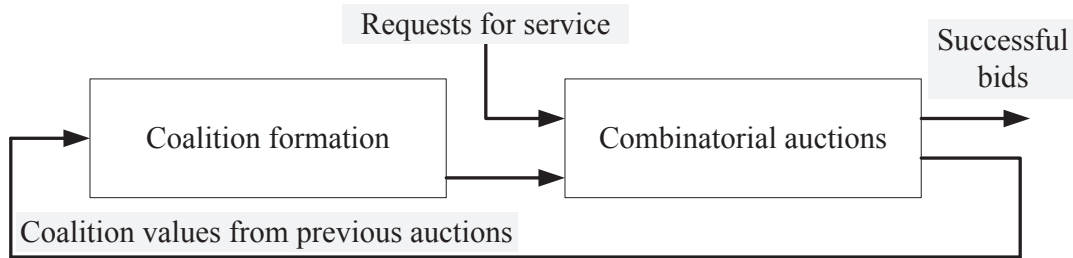 Requests for service
Successful
bids
Coalition formation
Combinatorial auctions
Coalition values from previous auctions